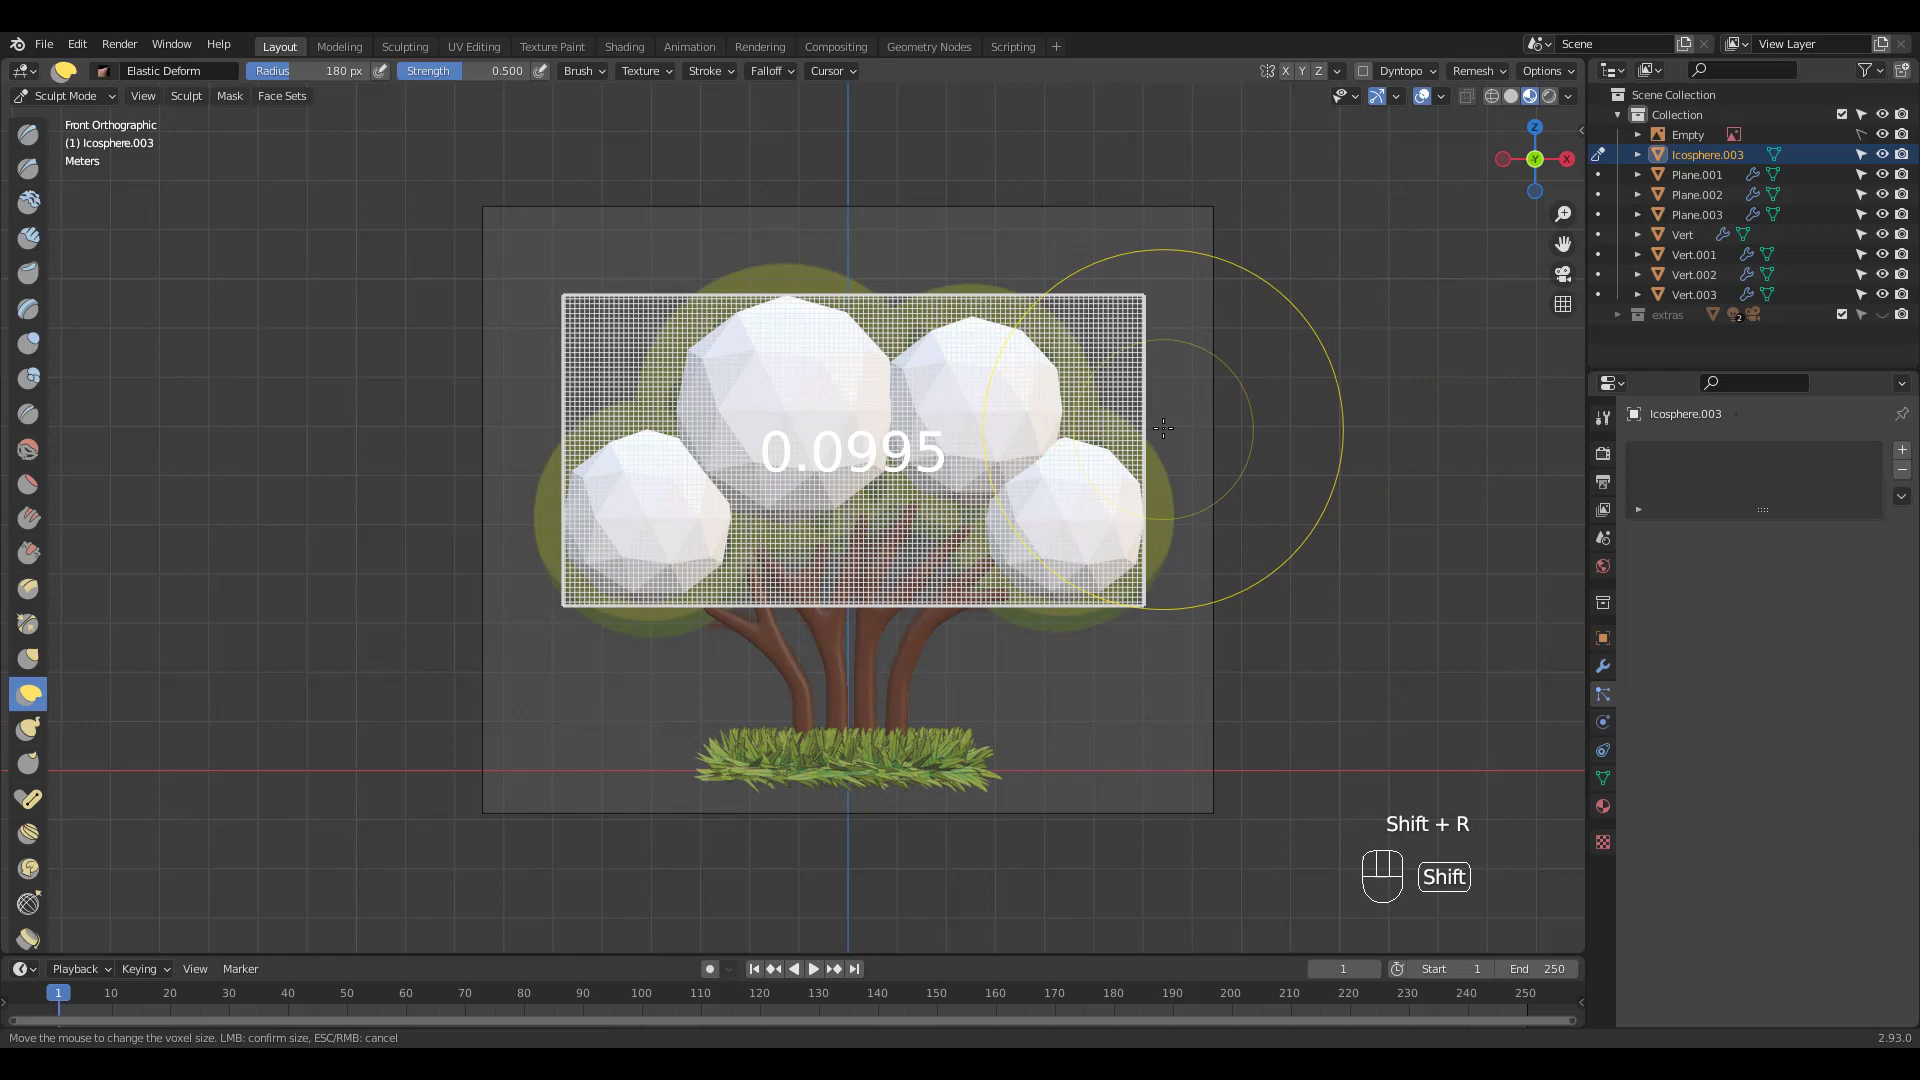 File Edit Render Window Help Layout Modeling Sculpting UV Editing Texture Paint Shading Animation Rendering Compositing Geometry Nodes Scripting + Scene View Layer
Elastic Deform Radius 180 px Strength 0.500 Brush Texture Stroke Falloff Cursor X Y Z Dyntopo Remesh Options
Sculpt Mode View Sculpt Mask Face Sets
Front Orthographic
(1) Icosphere.003
Meters
Z
Y
X
0.0995
Shift + R
Shift
Scene Collection
Collection
Empty
Icosphere.003
Plane.001
Plane.002
Plane.003
Vert
Vert.001
Vert.002
Vert.003
extras 2
Icosphere.003
Playback Keying View Marker 1 Start 1 End 250
1 10 20 30 40 50 60 70 80 90 100 110 120 130 140 150 160 170 180 190 200 210 220 230 240 250
Move the mouse to change the voxel size. LMB: confirm size, ESC/RMB: cancel 2.93.0